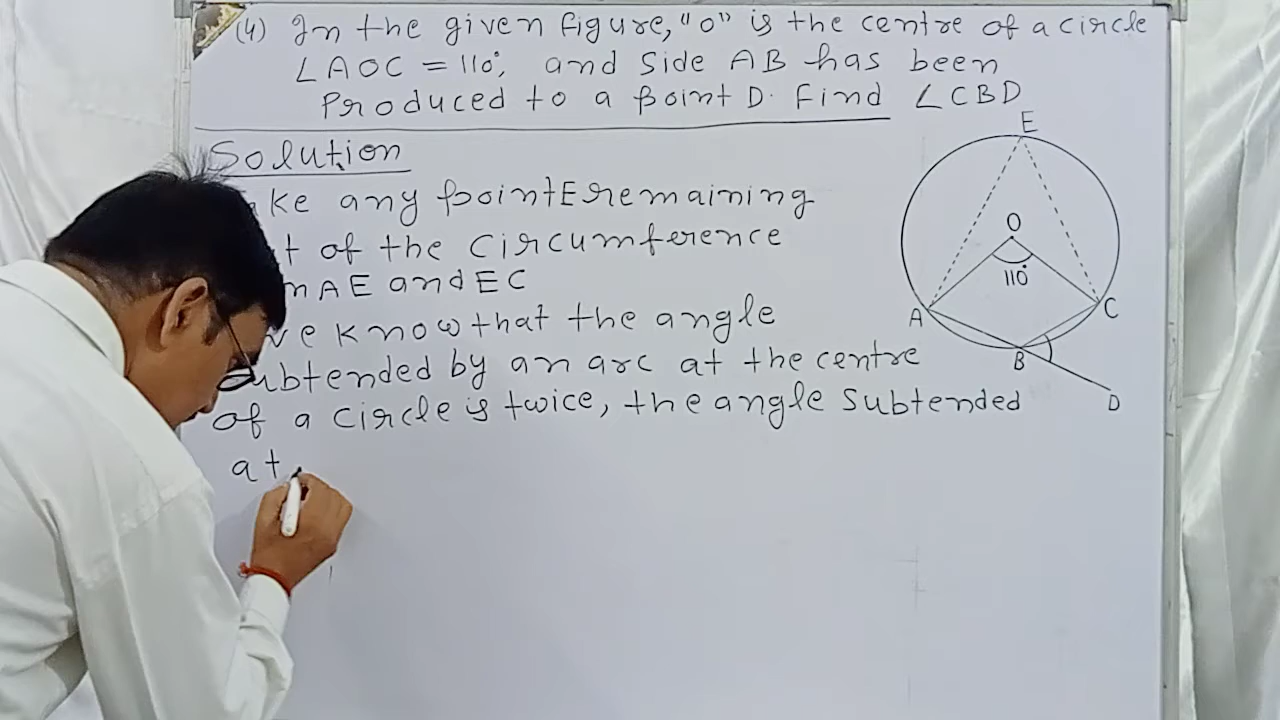 (4) In the given figure, "O" is the centre of a circle
∠AOC = 110°, and Side AB has been
Produced to a point D. Find ∠CBD
Solution
any point E remaining
of the circumference
AE and EC
know that the angle
Subtended by an arc at the centre
of a circle is twice, the angle Subtended
at
E
O
110°
A
C
B
D